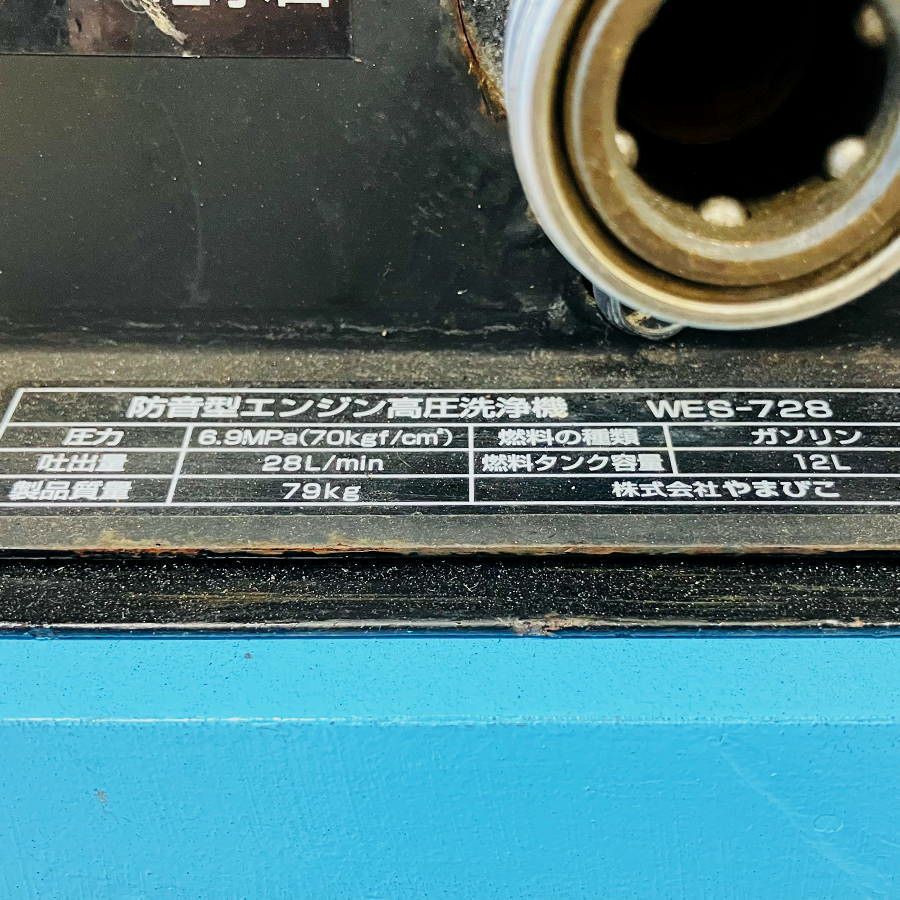 防音型エンジン高圧洗浄機 WES-728
圧力 6.9MPa(70kgf/cm²) 燃料の種類 ガソリン
吐出量 28L/min 燃料タンク容量 12L
製品質量 79kg 株式会社やまびこ